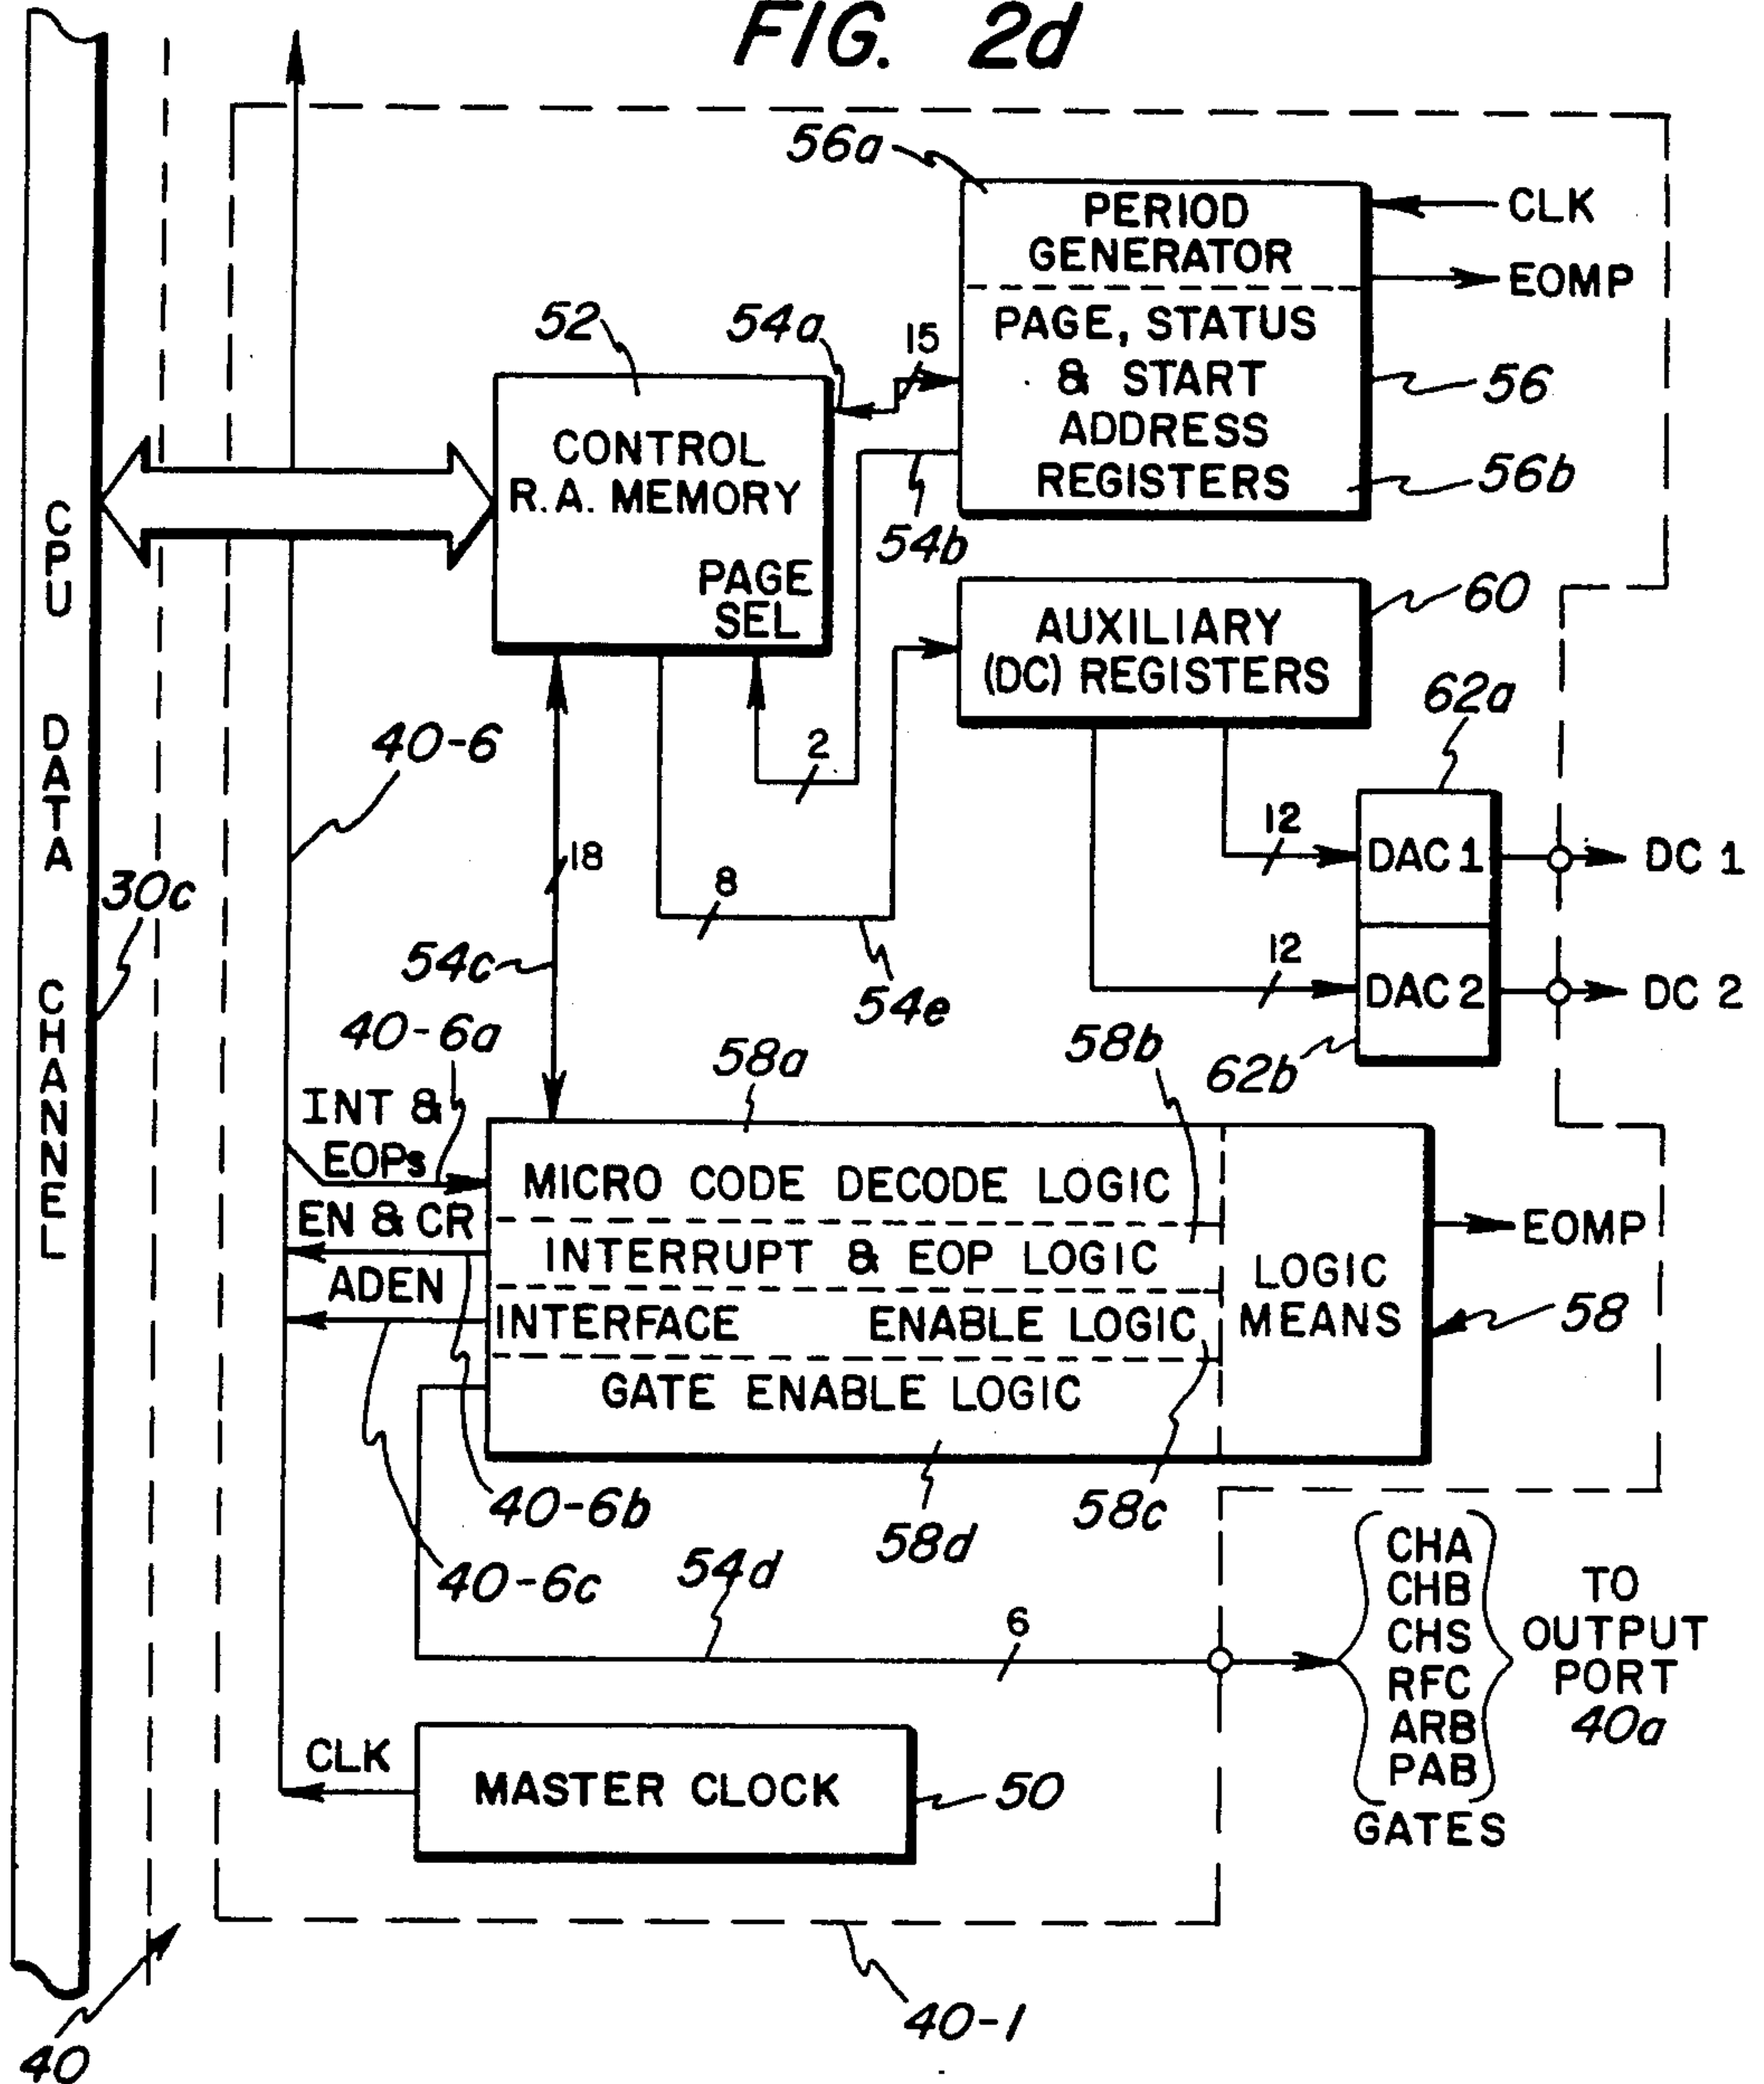 FIG. 2d
56a
PERIOD
GENERATOR
CLK
EOMP
PAGE, STATUS
& START
ADDRESS
REGISTERS
56
56b
52
54a
15
CONTROL
R.A. MEMORY
PAGE
SEL
54b
CPU DATA CHANNEL
30c
40-6
2
AUXILIARY
(DC) REGISTERS
60
62a
18
8
12
DAC 1
DC 1
54c
54e
12
DAC 2
DC 2
62b
40-6a
58a
58b
INT &
EOPs
MICRO CODE DECODE LOGIC
EN & CR
INTERRUPT & EOP LOGIC
ADEN
INTERFACE ENABLE LOGIC
GATE ENABLE LOGIC
LOGIC
MEANS
EOMP
58
40-6b
58c
58d
40-6c
54d
6
CHA
CHB
CHS
RFC
ARB
PAB
GATES
TO
OUTPUT
PORT
40a
CLK
MASTER CLOCK
50
40-1
40